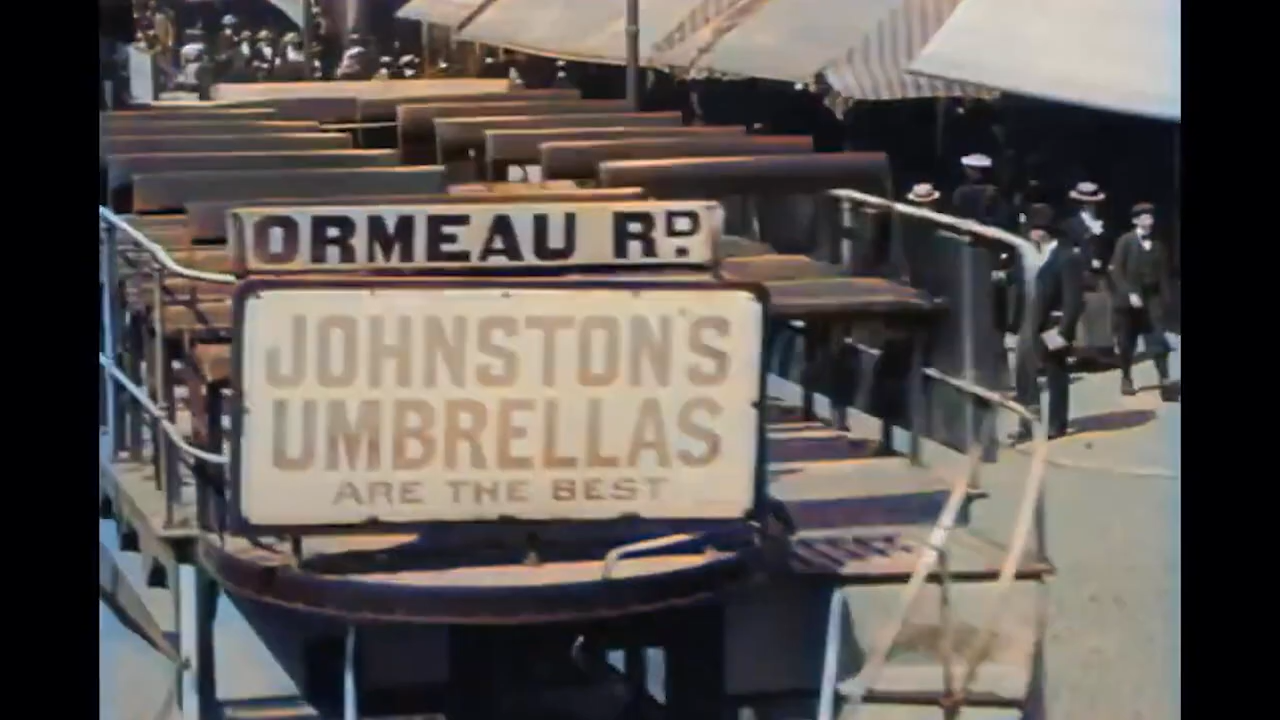 ORMEAU RD.
JOHNSTON'S
UMBRELLAS
ARE THE BEST